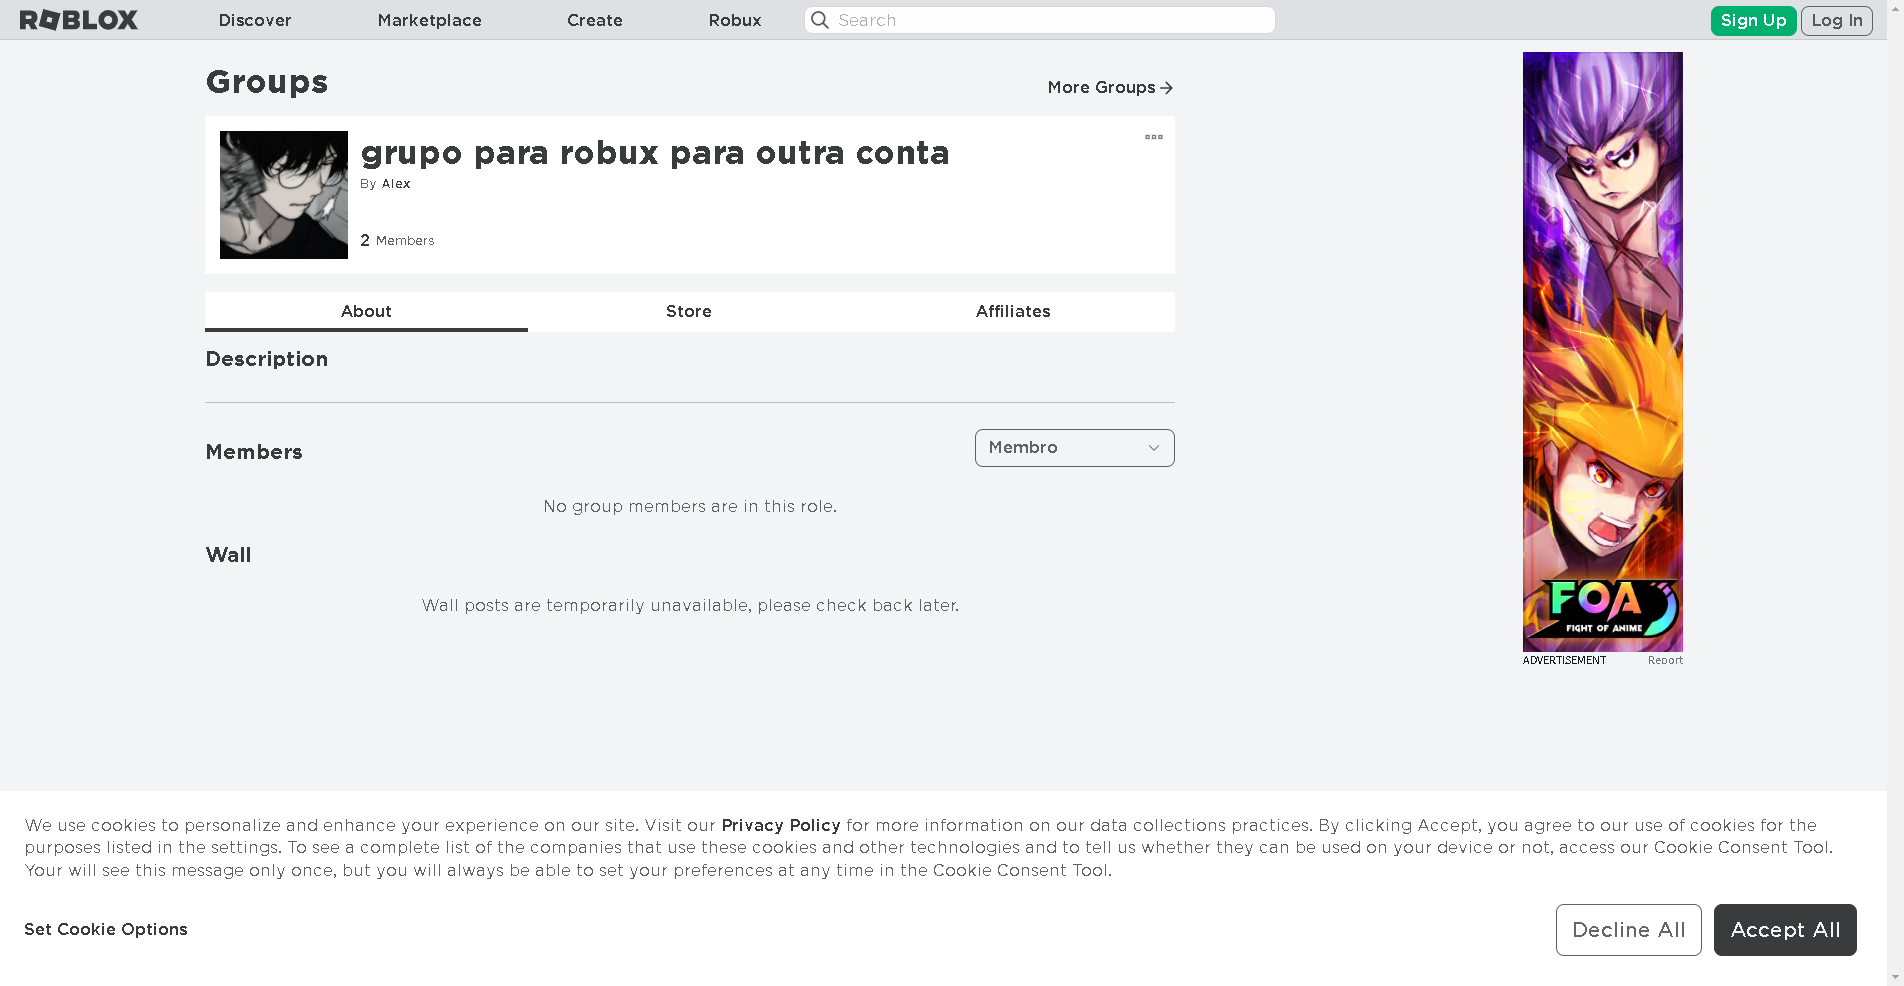 ROBLOX Discover Marketplace Create Robux Search Sign Up Log In
Groups
More Groups
grupo para robux para outra conta
By Alex
2 Members
About Store Affiliates
Description
Members
Membro
No group members are in this role.
Wall
Wall posts are temporarily unavailable, please check back later.
FOA
FIGHT OF ANIME
ADVERTISEMENT Report
We use cookies to personalize and enhance your experience on our site. Visit our Privacy Policy for more information on our data collections practices. By clicking Accept, you agree to our use of cookies for the
purposes listed in the settings. To see a complete list of the companies that use these cookies and other technologies and to tell us whether they can be used on your device or not, access our Cookie Consent Tool.
Your will see this message only once, but you will always be able to set your preferences at any time in the Cookie Consent Tool.
Set Cookie Options
Decline All
Accept All